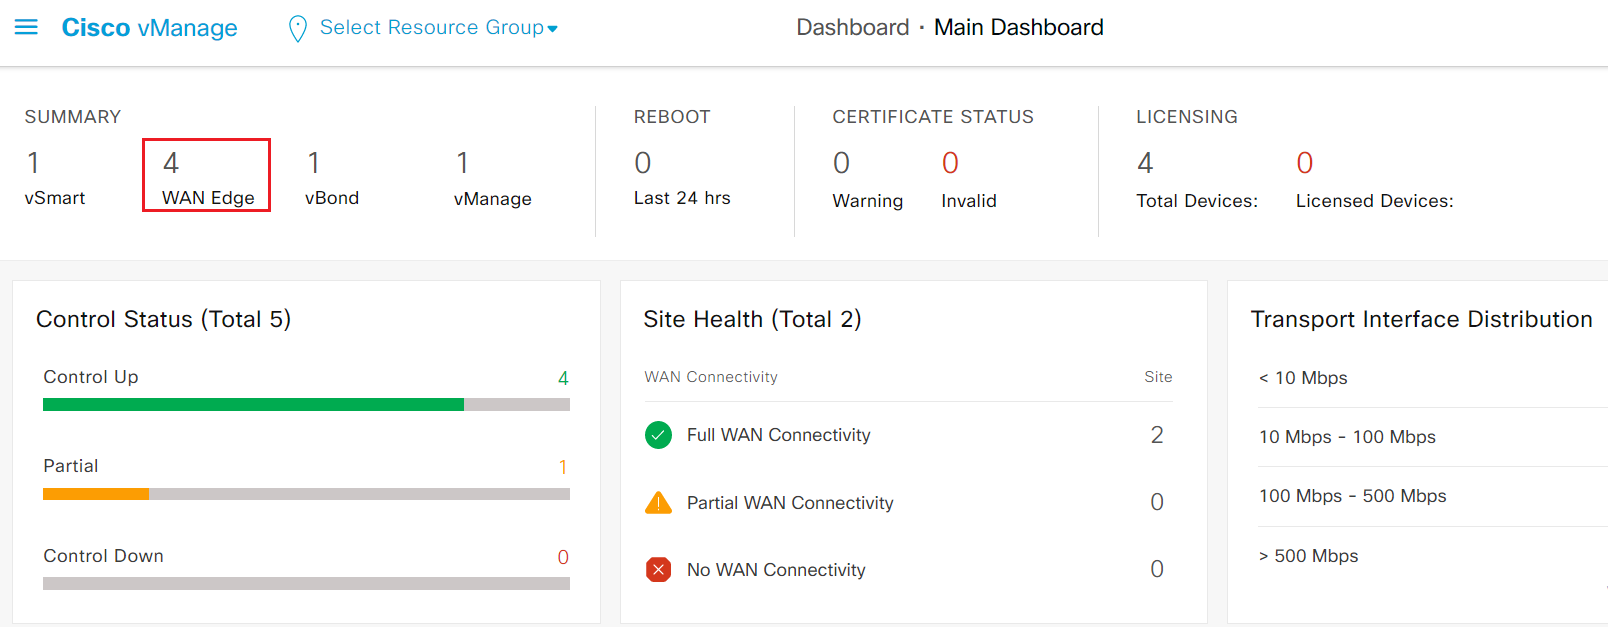 Cisco vManage
Select Resource Group
Dashboard · Main Dashboard
SUMMARY
1
vSmart
4
WAN Edge
1
vBond
1
vManage
REBOOT
0
Last 24 hrs
CERTIFICATE STATUS
0
Warning
0
Invalid
LICENSING
4
Total Devices:
0
Licensed Devices:
Control Status (Total 5)
Control Up 4
Partial 1
Control Down 0
Site Health (Total 2)
WAN Connectivity Site
Full WAN Connectivity 2
Partial WAN Connectivity 0
No WAN Connectivity 0
Transport Interface Distribution
< 10 Mbps
10 Mbps - 100 Mbps
100 Mbps - 500 Mbps
> 500 Mbps